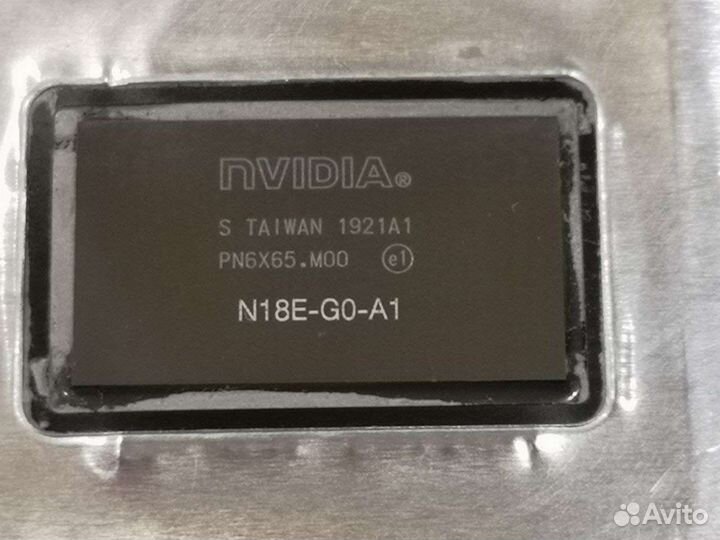 nVIDIA®
S TAIWAN 1921A1
PN6X65.M00 e1
N18E-G0-A1
Avito